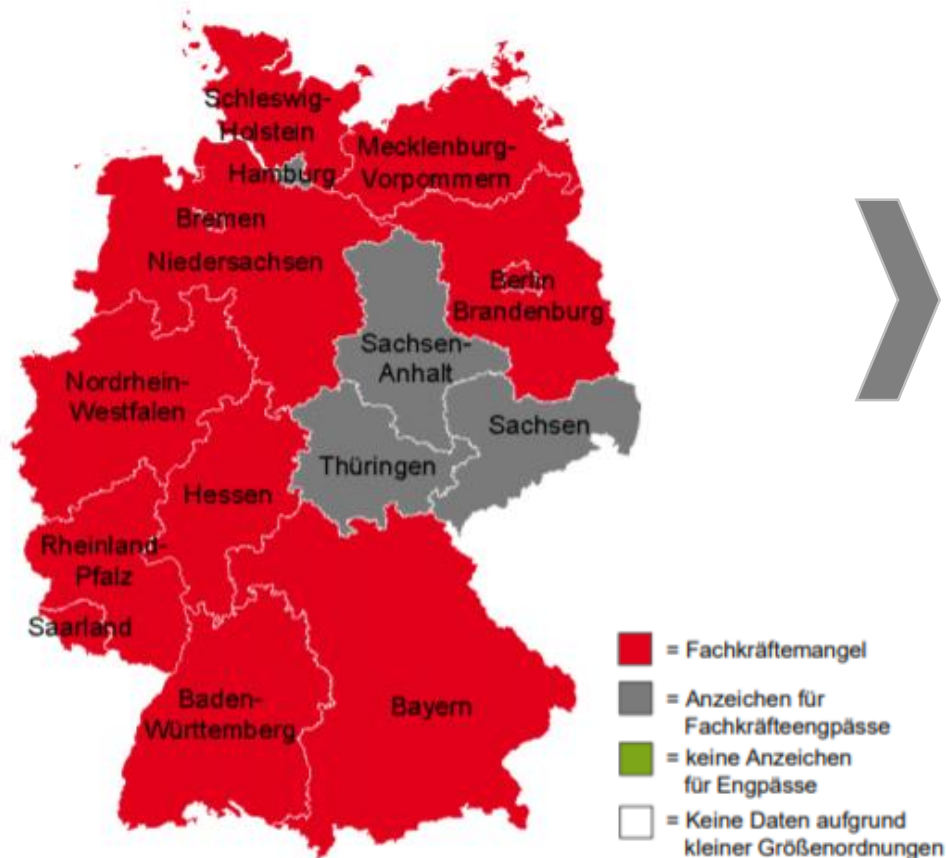 Schleswig-
Holstein
Mecklenburg-
Vorpommern
Hamburg
Bremen
Niedersachsen
Berlin
Brandenburg
Sachsen-
Anhalt
Nordrhein-
Westfalen
Sachsen
Thüringen
Hessen
Rheinland-
Pfalz
Saarland
Baden-
Württemberg
Bayern
= Fachkräftemangel
= Anzeichen für
Fachkräfteengpässe
= keine Anzeichen
für Engpässe
= Keine Daten aufgrund
kleiner Größenordnungen